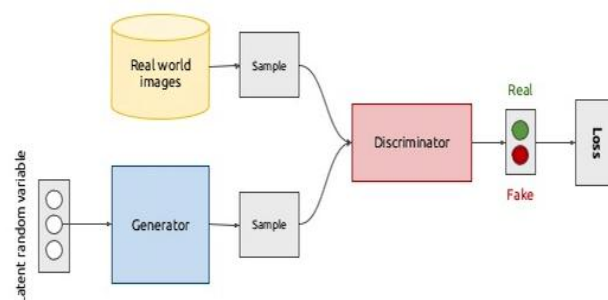 Real world
images
Sample
Real
Discriminator
Loss
Fake
Latent random variable
Generator
Sample